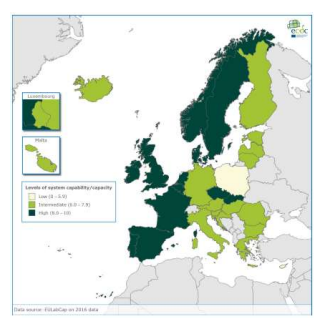 ecdc
Luxembourg
Malta
Levels of system capability/capacity
Low (0 - 5.9)
Intermediate (6.0 - 7.9)
High (8.0 - 10)
Data source: EULabCap on 2016 data